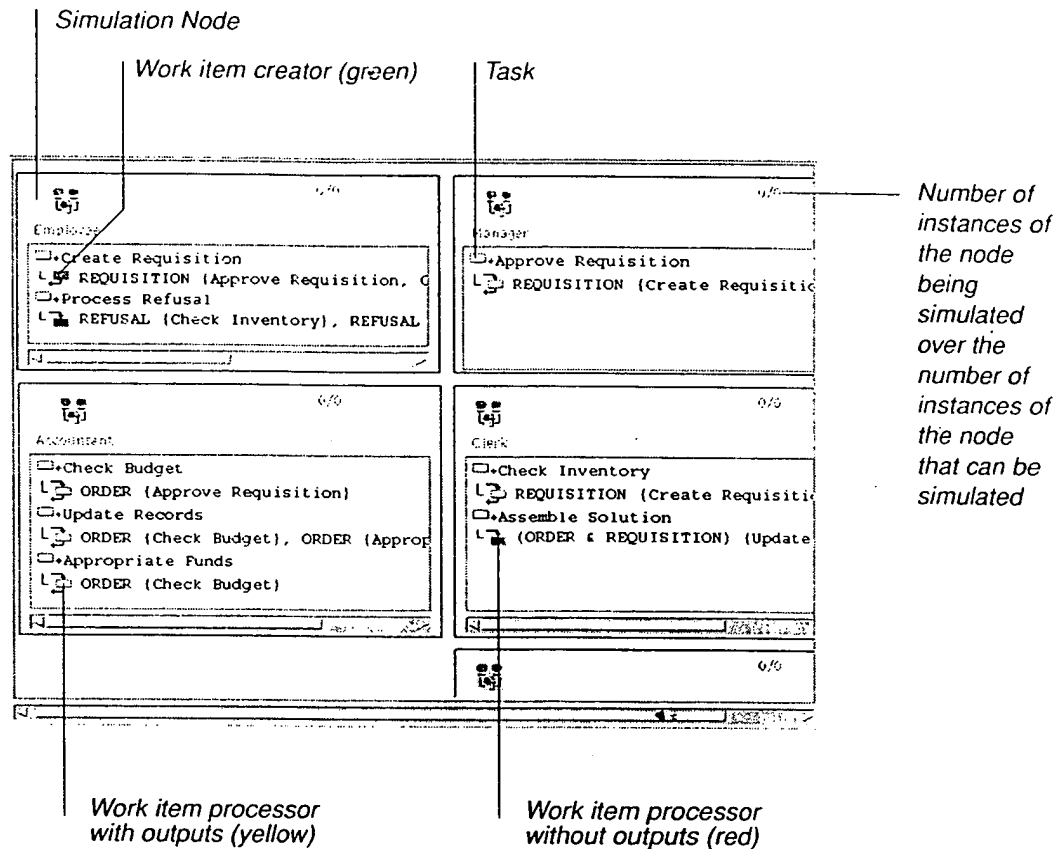 Simulation Node
Work item creator (green)
Task
0/0
0/0
Employee
Manager
Create Requisition
REQUISITION {Approve Requisition, C
Process Refusal
REFUSAL {Check Inventory}, REFUSAL
Approve Requisition
REQUISITION {Create Requisitio
Number of
instances of
the node
being
simulated
over the
number of
instances of
the node
that can be
simulated
0/0
0/0
Accountant
Clerk
Check Budget
ORDER {Approve Requisition}
Update Records
ORDER {Check Budget}, ORDER {Approp
Appropriate Funds
ORDER {Check Budget}
Check Inventory
REQUISITION {Create Requisitio
Assemble Solution
(ORDER & REQUISITION) {Update
0/0
Work item processor
with outputs (yellow)
Work item processor
without outputs (red)